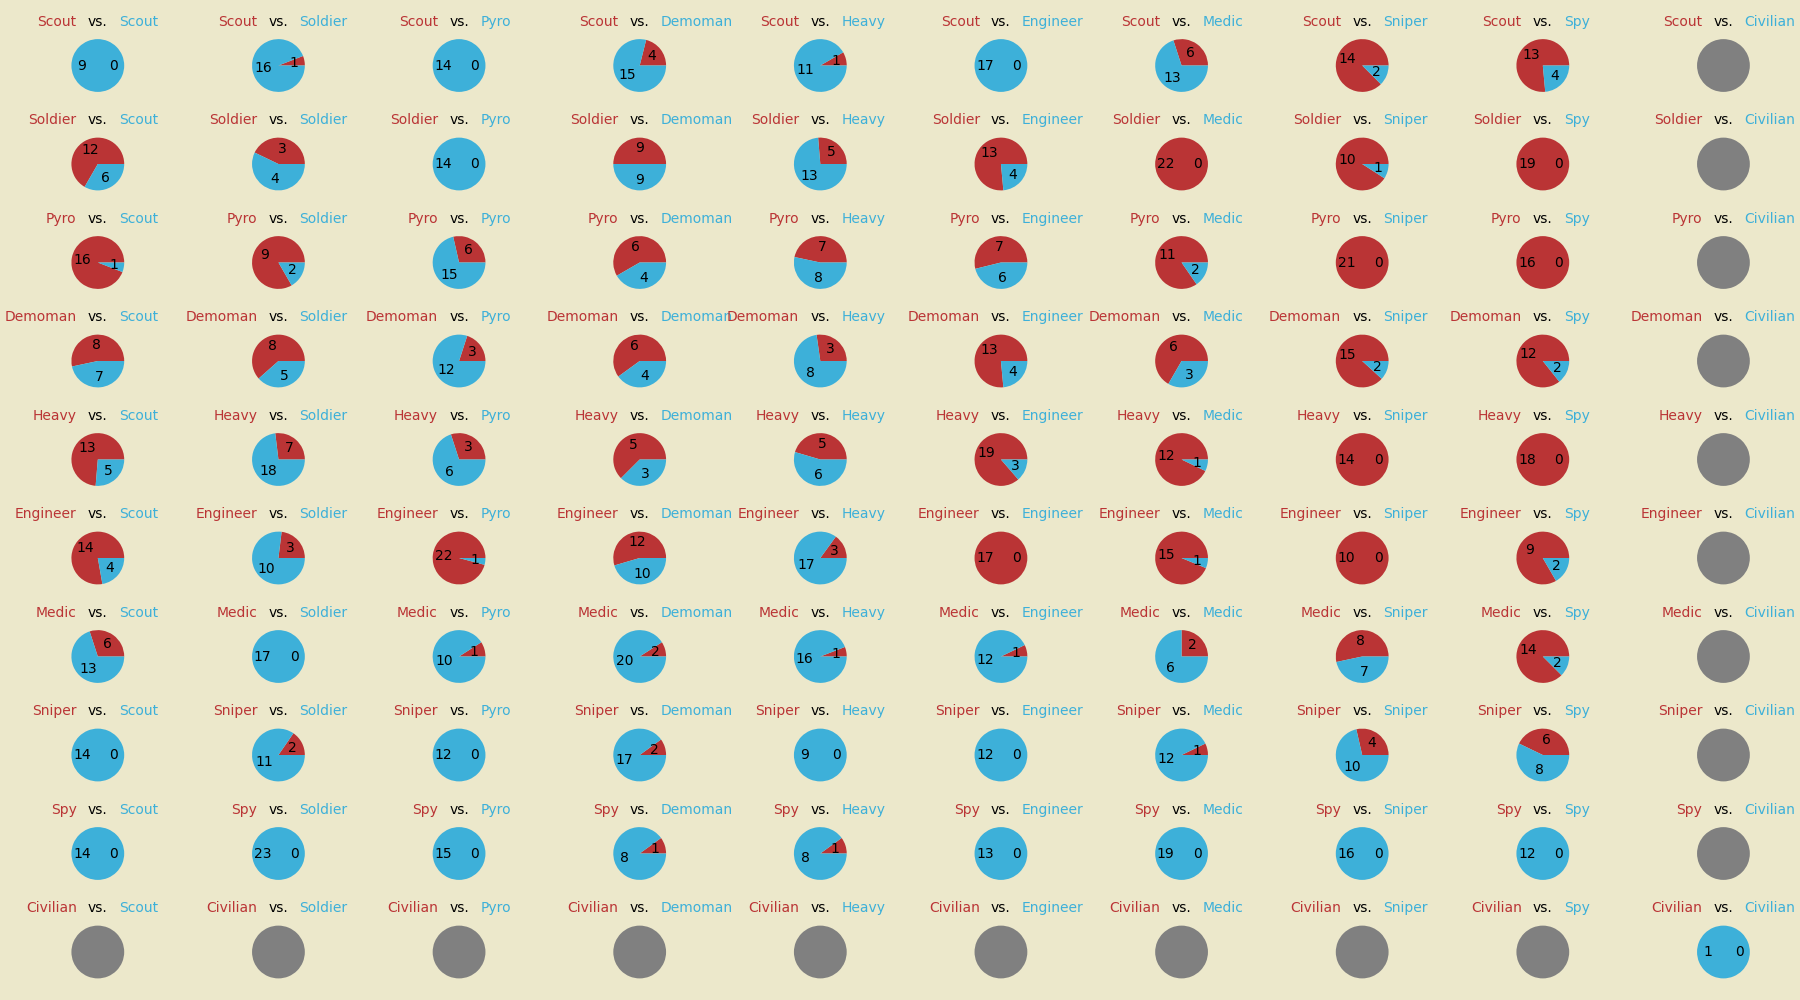 Scout vs. Scout Scout vs. Soldier Scout vs. Pyro Scout vs. Demoman Scout vs. Heavy Scout vs. Engineer Scout vs. Medic Scout vs. Sniper Scout vs. Spy Scout vs. Civilian
9 0 16 1 14 0 15 4 11 1 17 0 13 6 14 2 13 4
Soldier vs. Scout Soldier vs. Soldier Soldier vs. Pyro Soldier vs. Demoman Soldier vs. Heavy Soldier vs. Engineer Soldier vs. Medic Soldier vs. Sniper Soldier vs. Spy Soldier vs. Civilian
12 6 3 4 14 0 9 9 5 13 13 4 22 0 10 1 19 0
Pyro vs. Scout Pyro vs. Soldier Pyro vs. Pyro Pyro vs. Demoman Pyro vs. Heavy Pyro vs. Engineer Pyro vs. Medic Pyro vs. Sniper Pyro vs. Spy Pyro vs. Civilian
16 1 9 2 6 15 6 4 7 8 7 6 11 2 21 0 16 0
Demoman vs. Scout Demoman vs. Soldier Demoman vs. Pyro Demoman vs. Demoman Demoman vs. Heavy Demoman vs. Engineer Demoman vs. Medic Demoman vs. Sniper Demoman vs. Spy Demoman vs. Civilian
8 7 8 5 3 12 6 4 3 8 13 4 6 3 15 2 12 2
Heavy vs. Scout Heavy vs. Soldier Heavy vs. Pyro Heavy vs. Demoman Heavy vs. Heavy Heavy vs. Engineer Heavy vs. Medic Heavy vs. Sniper Heavy vs. Spy Heavy vs. Civilian
13 5 7 18 3 6 5 3 5 6 19 3 12 1 14 0 18 0
Engineer vs. Scout Engineer vs. Soldier Engineer vs. Pyro Engineer vs. Demoman Engineer vs. Heavy Engineer vs. Engineer Engineer vs. Medic Engineer vs. Sniper Engineer vs. Spy Engineer vs. Civilian
14 4 3 10 22 1 12 10 3 17 17 0 15 1 10 0 9 2
Medic vs. Scout Medic vs. Soldier Medic vs. Pyro Medic vs. Demoman Medic vs. Heavy Medic vs. Engineer Medic vs. Medic Medic vs. Sniper Medic vs. Spy Medic vs. Civilian
6 13 17 0 10 1 20 2 16 1 12 1 2 6 8 7 14 2
Sniper vs. Scout Sniper vs. Soldier Sniper vs. Pyro Sniper vs. Demoman Sniper vs. Heavy Sniper vs. Engineer Sniper vs. Medic Sniper vs. Sniper Sniper vs. Spy Sniper vs. Civilian
14 0 11 2 12 0 17 2 9 0 12 0 12 1 4 10 6 8
Spy vs. Scout Spy vs. Soldier Spy vs. Pyro Spy vs. Demoman Spy vs. Heavy Spy vs. Engineer Spy vs. Medic Spy vs. Sniper Spy vs. Spy Spy vs. Civilian
14 0 23 0 15 0 8 1 8 1 13 0 19 0 16 0 12 0
Civilian vs. Scout Civilian vs. Soldier Civilian vs. Pyro Civilian vs. Demoman Civilian vs. Heavy Civilian vs. Engineer Civilian vs. Medic Civilian vs. Sniper Civilian vs. Spy Civilian vs. Civilian
1 0